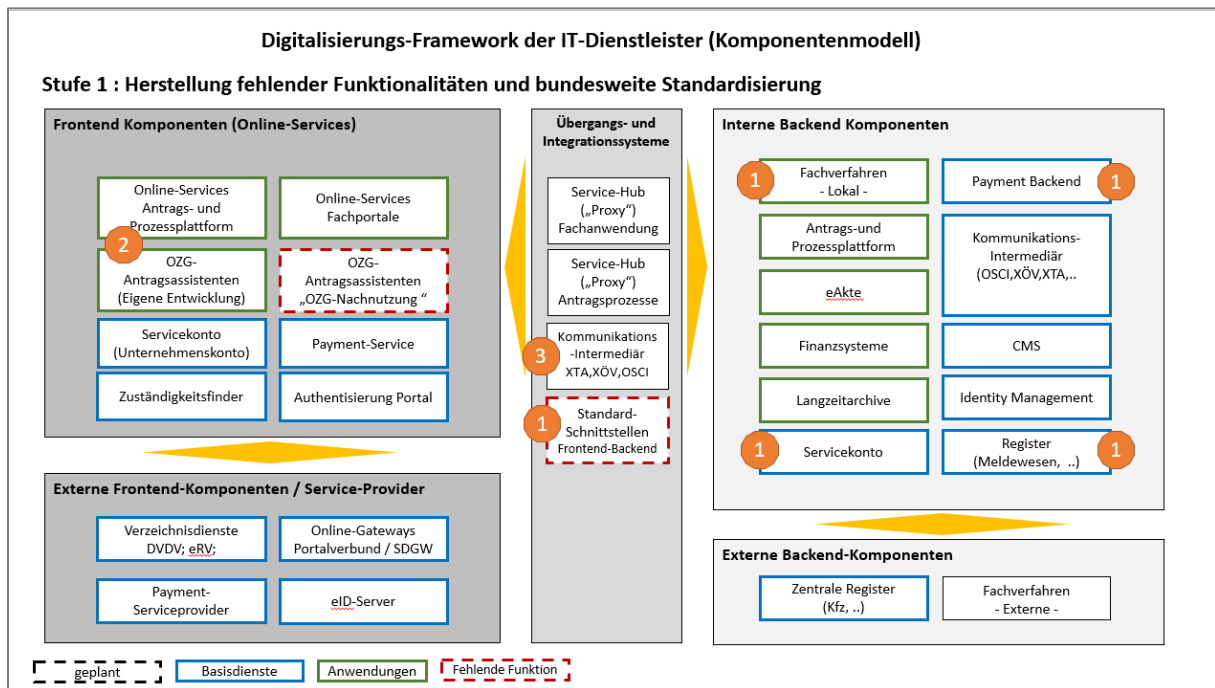 Digitalisierungs-Framework der IT-Dienstleister (Komponentenmodell)
Stufe 1 : Herstellung fehlender Funktionalitäten und bundesweite Standardisierung
Frontend Komponenten (Online-Services)
Online-Services
Antrags- und
Prozessplattform
Online-Services
Fachportale
2
OZG-
Antragsassistenten
(Eigene Entwicklung)
OZG-
Antragsassistenten
„OZG-Nachnutzung “
Servicekonto
(Unternehmenskonto)
Payment-Service
Zuständigkeitsfinder
Authentisierung Portal
Externe Frontend-Komponenten / Service-Provider
Verzeichnisdienste
DVDV; eRV;
Online-Gateways
Portalverbund / SDGW
Payment-
Serviceprovider
eID-Server
Übergangs- und
Integrationssysteme
Service-Hub
(„Proxy“)
Fachanwendung
Service-Hub
(„Proxy“)
Antragsprozesse
3
Kommunikations
-Intermediär
XTA,XÖV,OSCI
1
Standard-
Schnittstellen
Frontend-Backend
Interne Backend Komponenten
1
Fachverfahren
- Lokal -
Payment Backend
1
Antrags-und
Prozessplattform
Kommunikations-
Intermediär
(OSCI,XÖV,XTA,..
eAkte
Finanzsysteme
CMS
Langzeitarchive
Identity Management
1
Servicekonto
Register
(Meldewesen, ..)
1
Externe Backend-Komponenten
Zentrale Register
(Kfz, ..)
Fachverfahren
- Externe -
geplant
Basisdienste
Anwendungen
Fehlende Funktion